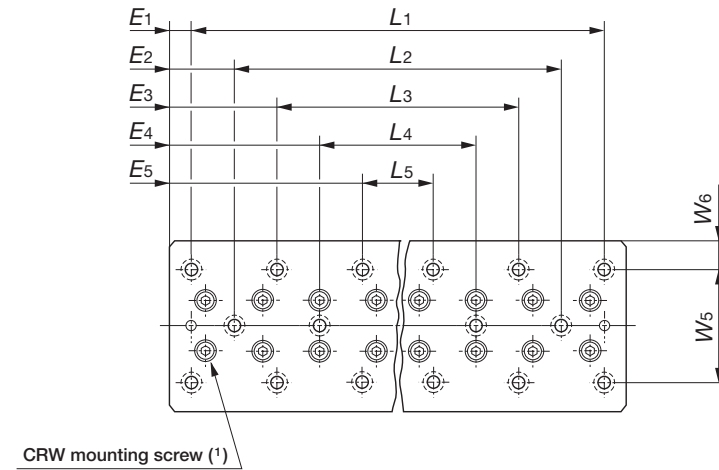 E1 L1
E2 L2
E3 L3
E4 L4
E5 L5
W6
W5
CRW mounting screw (1)